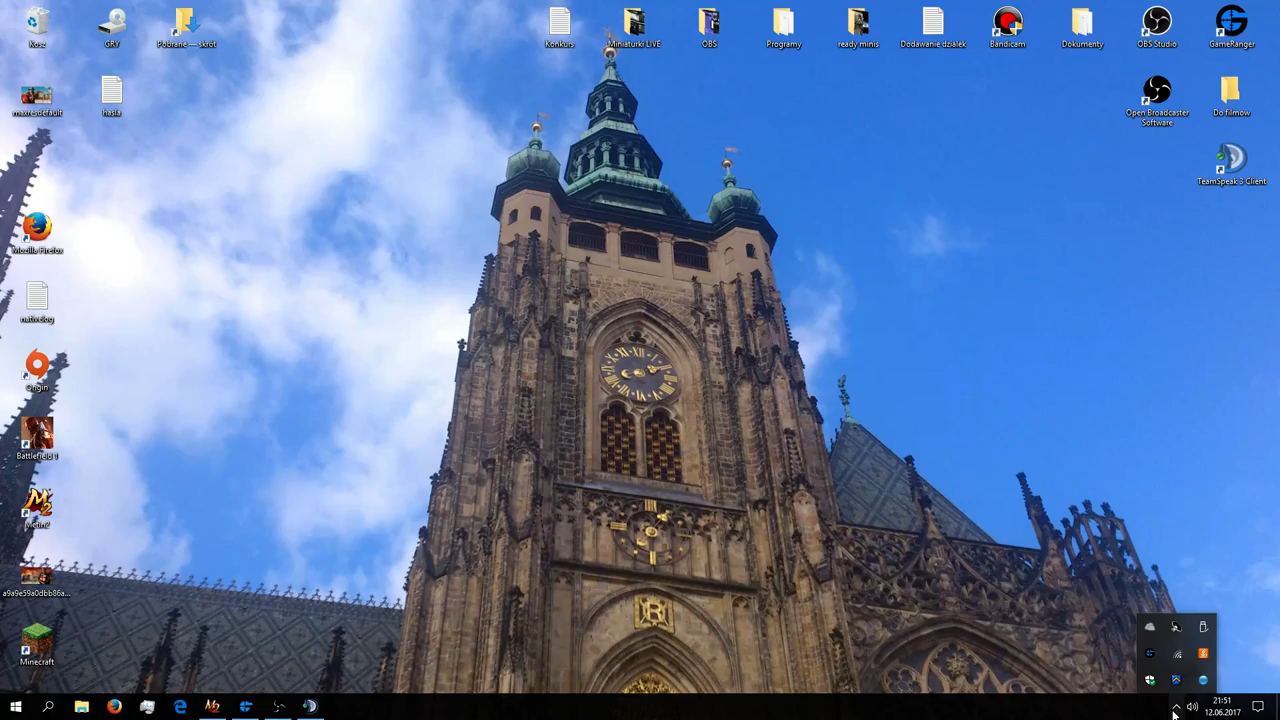 Kosz
GRY
Pobrane — skrót
Konkurs
Miniaturki LIVE
OBS
Programy
ready minis
Dodawanie działek
Bandicam
Dokumenty
OBS Studio
GameRanger
maxresdefault
hasła
Open Broadcaster
Software
Do filmów
TeamSpeak 3 Client
Mozilla Firefox
nativelog
Origin
Battlefield 1
Metin2
a9a9e59a0dbb86a...
Minecraft
R
21:51
12.06.2017